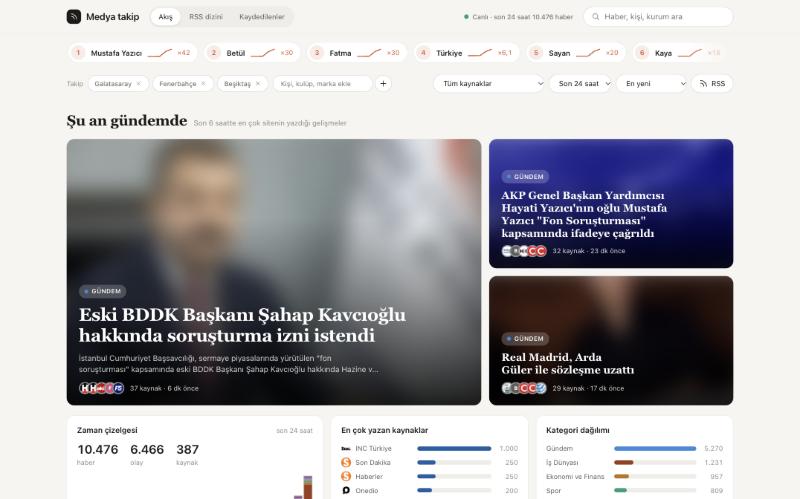 Medya takip
Akış
RSS dizini
Kaydedilenler
Canlı · son 24 saat 10.476 haber
Haber, kişi, kurum ara
1 Mustafa Yazıcı ×42
2 Betül ×30
3 Fatma ×30
4 Türkiye ×6,1
5 Sayan ×20
6 Kaya ×18
Takip
Galatasaray ×
Fenerbahçe ×
Beşiktaş ×
Kişi, kulüp, marka ekle
+
Tüm kaynaklar
Son 24 saat
En yeni
RSS
Şu an gündemde
Son 6 saatte en çok sitenin yazdığı gelişmeler
GÜNDEM
Eski BDDK Başkanı Şahap Kavcıoğlu
hakkında soruşturma izni istendi
İstanbul Cumhuriyet Başsavcılığı, sermaye piyasalarında yürütülen "fon
soruşturması" kapsamında eski BDDK Başkanı Şahap Kavcıoğlu hakkında Hazine v...
37 kaynak · 6 dk önce
GÜNDEM
AKP Genel Başkan Yardımcısı
Hayati Yazıcı'nın oğlu Mustafa
Yazıcı "Fon Soruşturması"
kapsamında ifadeye çağrıldı
32 kaynak · 23 dk önce
GÜNDEM
Real Madrid, Arda
Güler ile sözleşme uzattı
29 kaynak · 17 dk önce
Zaman çizelgesi
son 24 saat
10.476 6.466 387
haber olay kaynak
En çok yazan kaynaklar
INC Türkiye 1.000
Son Dakika 250
Haberler 250
Onedio 200
Kategori dağılımı
Gündem 5.270
İş Dünyası 1.231
Ekonomi ve Finans 957
Spor 809